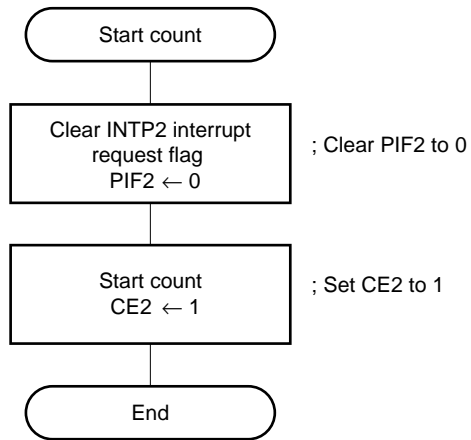 Start count
Clear INTP2 interrupt
request flag
PIF2 ← 0
; Clear PIF2 to 0
Start count
CE2 ← 1
; Set CE2 to 1
End